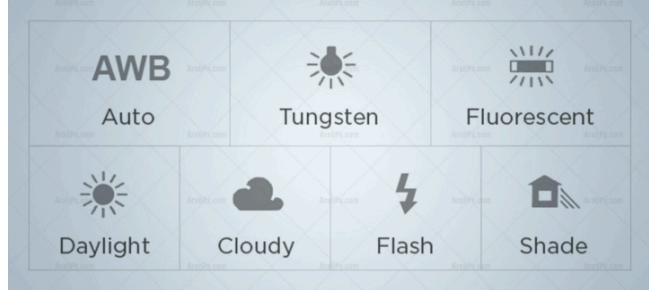 AWB
Auto
Tungsten
Fluorescent
Daylight
Cloudy
Flash
Shade